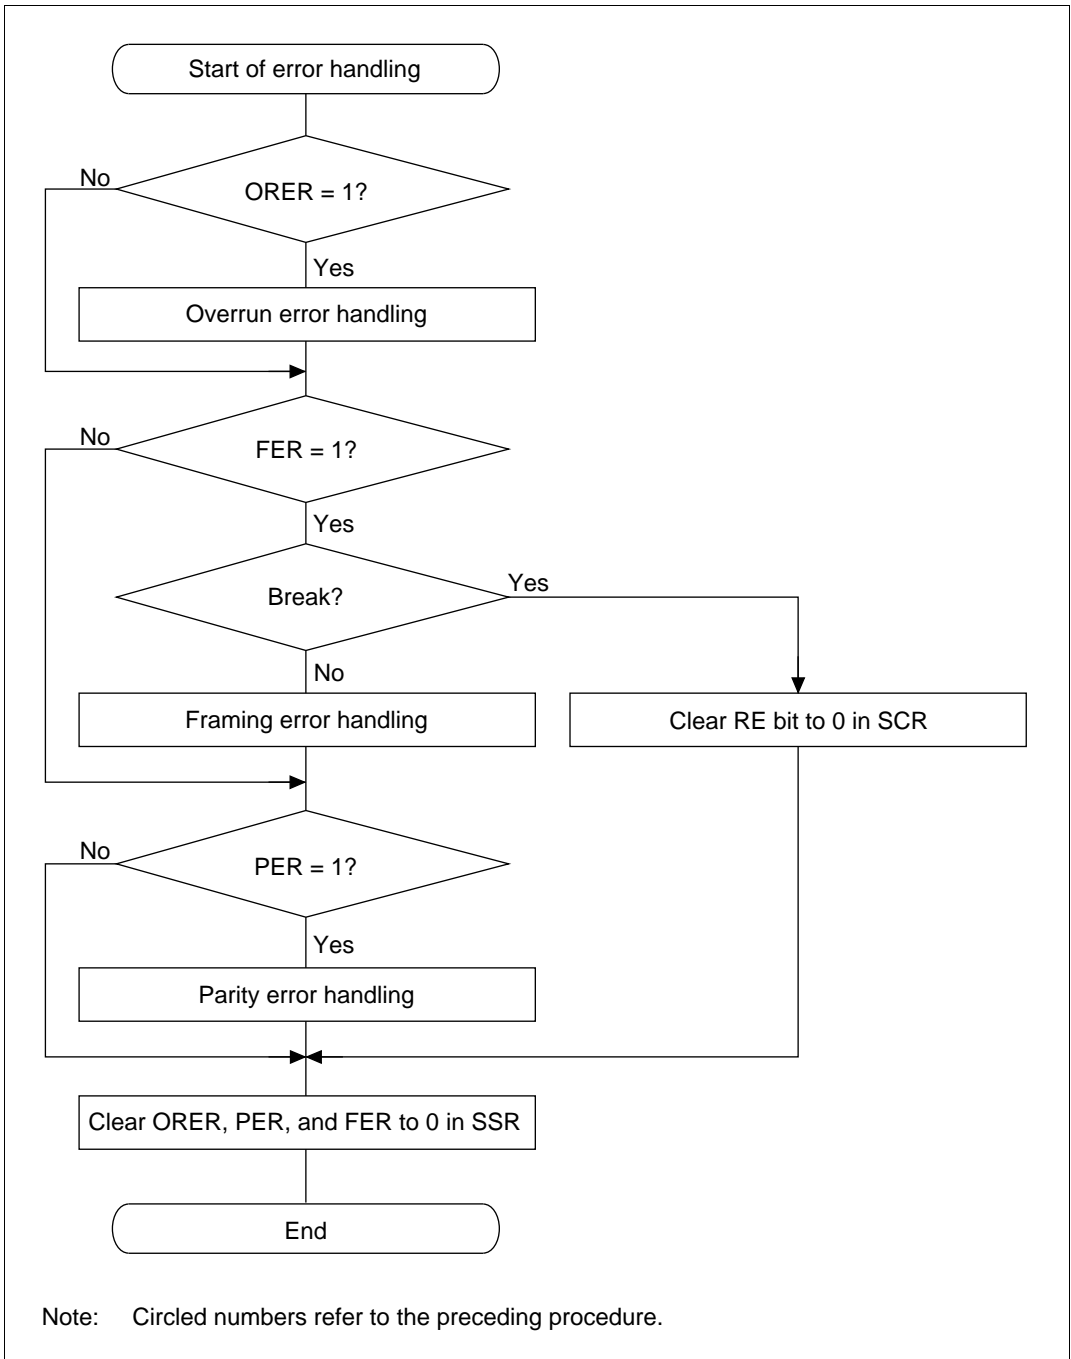 Start of error handling
No
ORER = 1?
Yes
Overrun error handling
No
FER = 1?
Yes
Break?
Yes
No
Framing error handling
Clear RE bit to 0 in SCR
No
PER = 1?
Yes
Parity error handling
Clear ORER, PER, and FER to 0 in SSR
End
Note: Circled numbers refer to the preceding procedure.